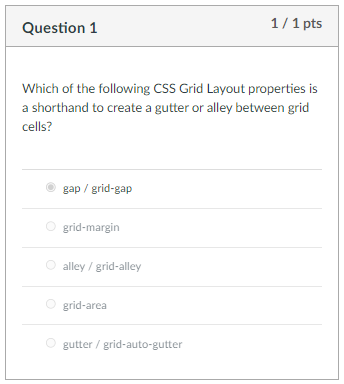 Question 1
1 / 1 pts
Which of the following CSS Grid Layout properties is
a shorthand to create a gutter or alley between grid
cells?
gap / grid-gap
grid-margin
alley / grid-alley
grid-area
gutter / grid-auto-gutter